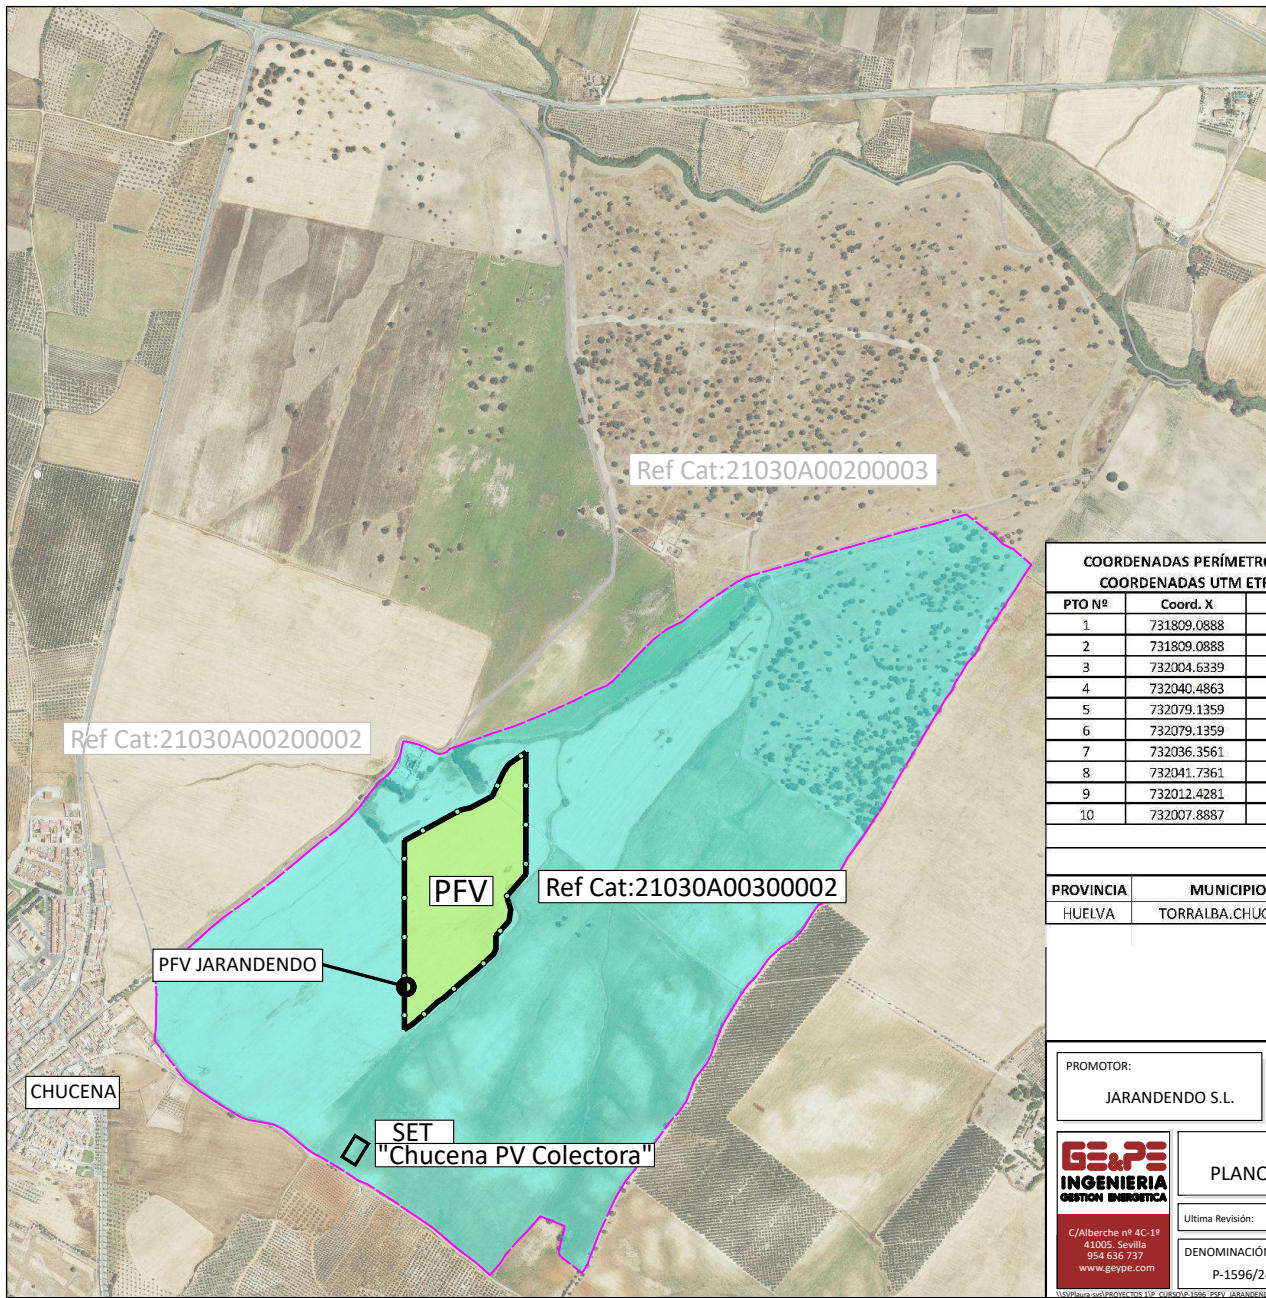 Ref Cat:21030A00200003
Ref Cat:21030A00200002
PFV
Ref Cat:21030A00300002
PFV JARANDENDO
CHUCENA
SET
"Chucena PV Colectora"
COORDENADAS PERÍMETRO
COORDENADAS UTM ETR
PTO Nº Coord. X
1 731809.0888
2 731809.0888
3 732004.6339
4 732040.4863
5 732079.1359
6 732079.1359
7 732036.3561
8 732041.7361
9 732012.4281
10 732007.8887
PROVINCIA MUNICIPIO
HUELVA TORRALBA.CHUC
PROMOTOR:
JARANDENDO S.L.
GE&PE
INGENIERIA
GESTION ENERGETICA
C/Alberche nº 4C-1º
41005. Sevilla
954 636 737
www.geype.com
PLANO
Ultima Revisión:
DENOMINACIÓN
P-1596/24